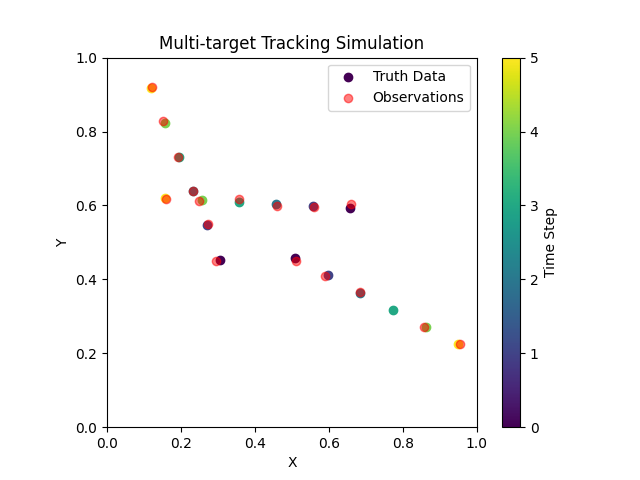 Multi-target Tracking Simulation
Truth Data
Observations
1.0
0.8
0.6
0.4
0.2
0.0
Y
0.0 0.2 0.4 0.6 0.8 1.0
X
5
4
3
2
1
0
Time Step